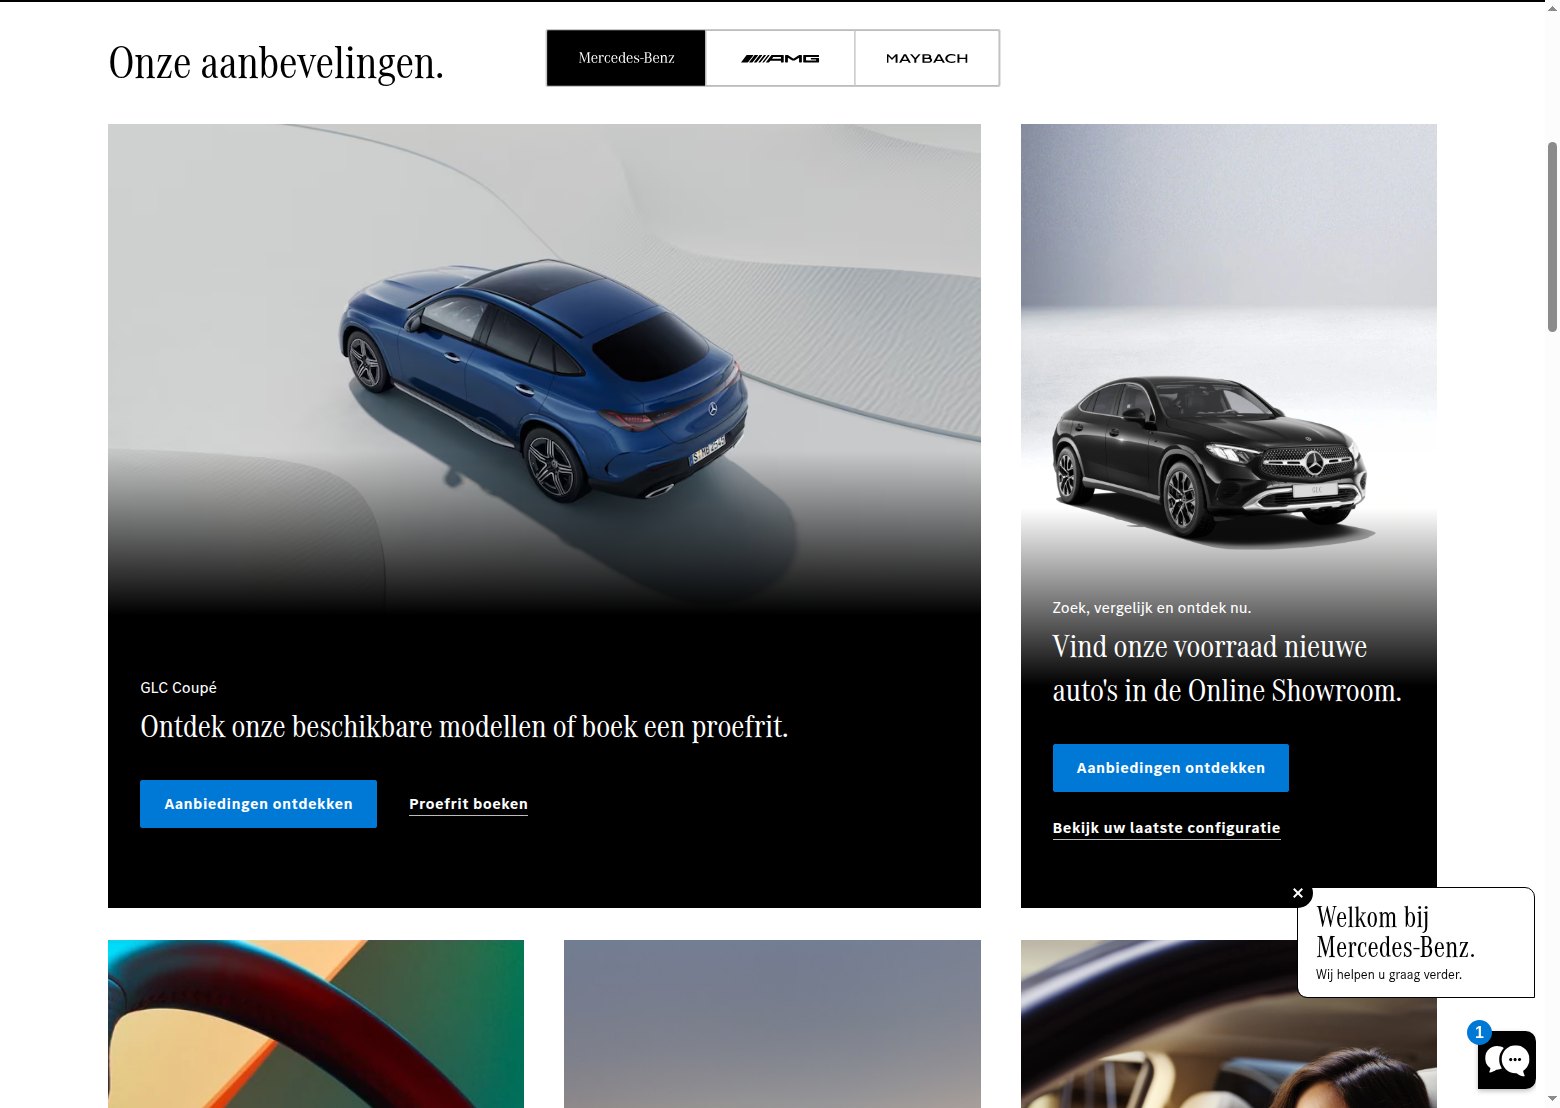 Onze aanbevelingen.
Mercedes-Benz
AMG
MAYBACH
GLC Coupé
Ontdek onze beschikbare modellen of boek een proefrit.
Aanbiedingen ontdekken
Proefrit boeken
GLC
Zoek, vergelijk en ontdek nu.
Vind onze voorraad nieuwe
auto's in de Online Showroom.
Aanbiedingen ontdekken
Bekijk uw laatste configuratie
Welkom bij
Mercedes-Benz.
Wij helpen u graag verder.
1